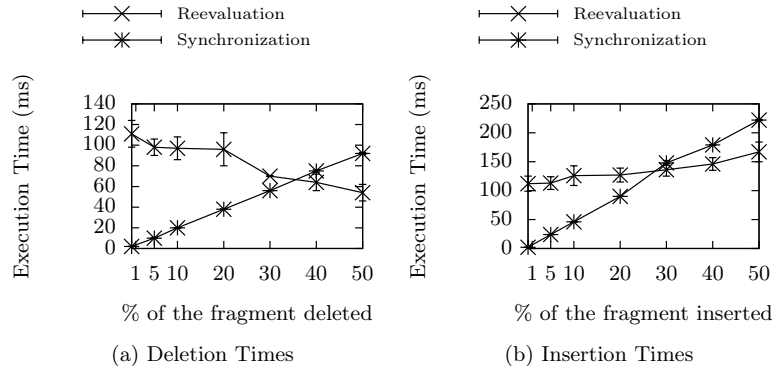 Reevaluation
Synchronization
Execution Time (ms)
140
120
100
80
60
40
20
0
1 5 10 20 30 40 50
% of the fragment deleted
(a) Deletion Times
Reevaluation
Synchronization
Execution Time (ms)
250
200
150
100
50
0
1 5 10 20 30 40 50
% of the fragment inserted
(b) Insertion Times